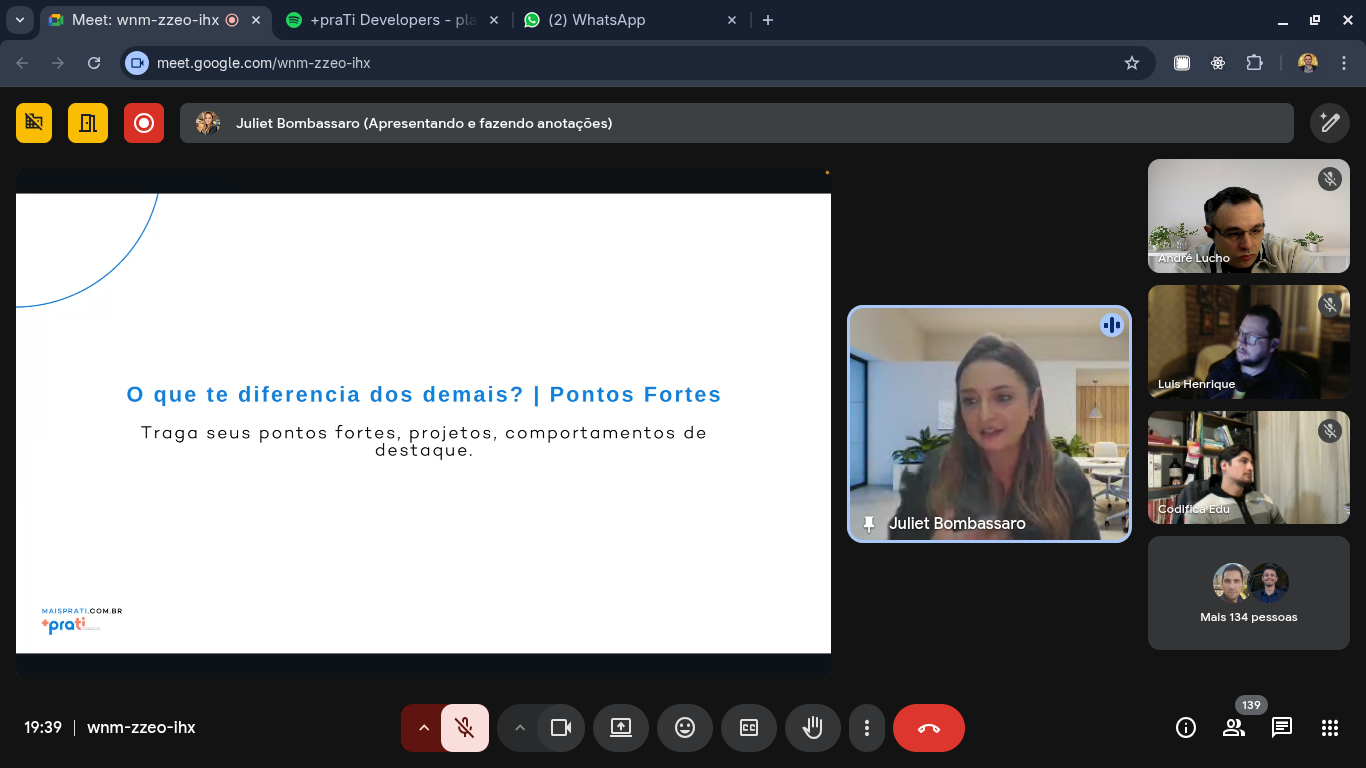 Meet: wnm-zzeo-ihx
+praTi Developers - pla
(2) WhatsApp
meet.google.com/wnm-zzeo-ihx
Juliet Bombassaro (Apresentando e fazendo anotações)
André Lucho
O que te diferencia dos demais? | Pontos Fortes
Traga seus pontos fortes, projetos, comportamentos de
destaque.
Luis Henrique
Juliet Bombassaro
Codifica Edu
MAISPRATI.COM.BR
+prati
Mais 134 pessoas
19:39 | wnm-zzeo-ihx
CC
139